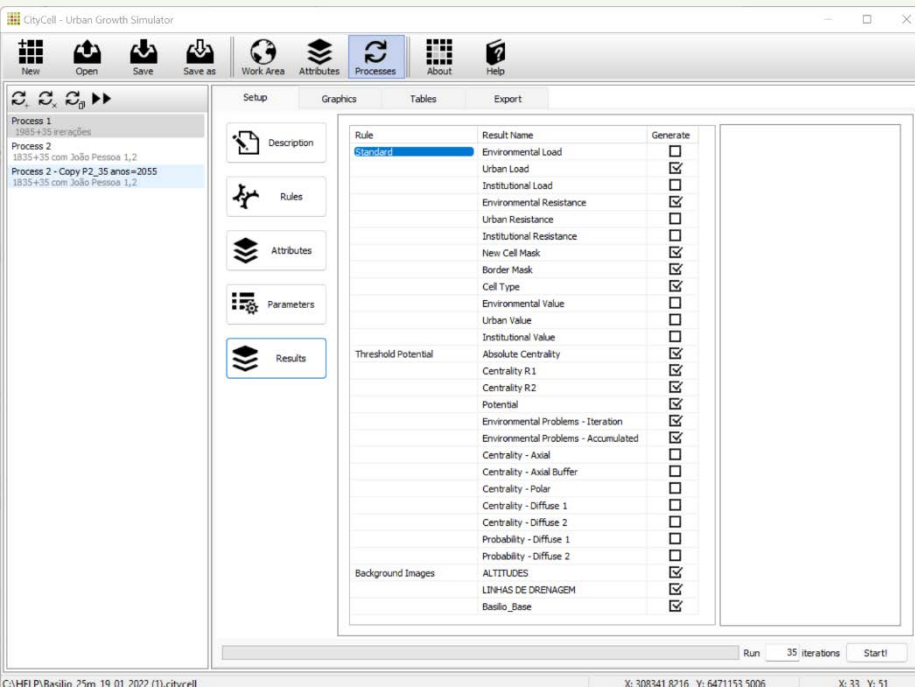 CityCell - Urban Growth Simulator
New Open Save Save as Work Area Attributes Processes About Help
Setup Graphics Tables Export
Process 1
1985+35 irerações
Process 2
1835+35 com João Pessoa 1,2
Process 2 - Copy P2_35 anos=2055
1835+35 com João Pessoa 1,2
Description
Rules
Attributes
Parameters
Results
Rule Result Name Generate
Standard Environmental Load
Urban Load
Institutional Load
Environmental Resistance
Urban Resistance
Institutional Resistance
New Cell Mask
Border Mask
Cell Type
Environmental Value
Urban Value
Institutional Value
Threshold Potential Absolute Centrality
Centrality R1
Centrality R2
Potential
Environmental Problems - Iteration
Environmental Problems - Accumulated
Centrality - Axial
Centrality - Axial Buffer
Centrality - Polar
Centrality - Diffuse 1
Centrality - Diffuse 2
Probability - Diffuse 1
Probability - Diffuse 2
Background Images ALTITUDES
LINHAS DE DRENAGEM
Basilio_Base
Run 35 iterations Start!
C:\HELP\Basilio_25m_19_01_2022 (1).citycell X: 308341.8216 Y: 6471153.5006 X: 33 Y: 51